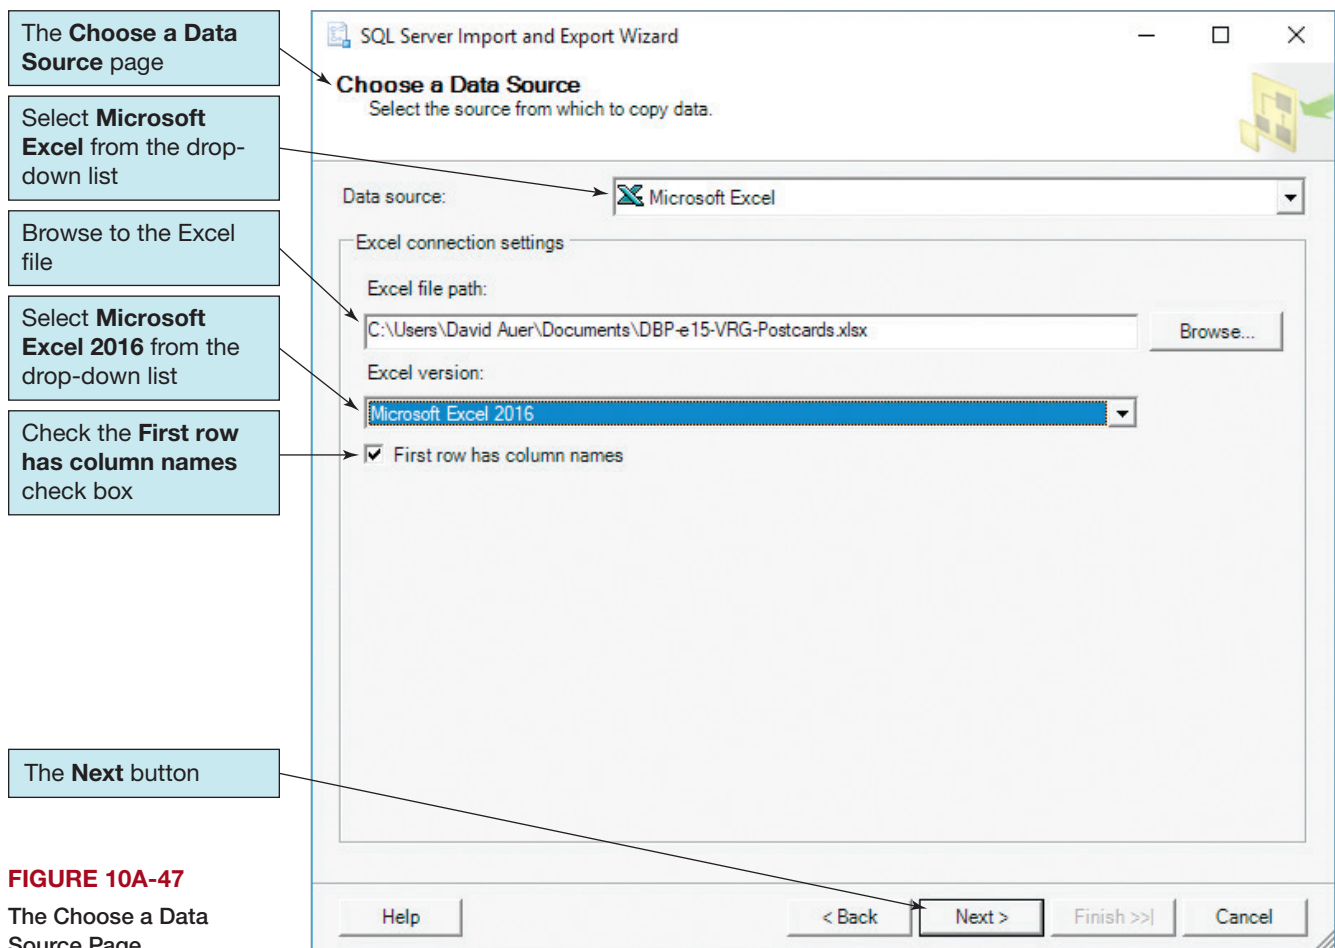 The Choose a Data
Source page
Select Microsoft
Excel from the drop-
down list
Browse to the Excel
file
Select Microsoft
Excel 2016 from the
drop-down list
Check the First row
has column names
check box
The Next button
FIGURE 10A-47
The Choose a Data
Source Page
SQL Server Import and Export Wizard
Choose a Data Source
Select the source from which to copy data.
Data source:
Microsoft Excel
Excel connection settings
Excel file path:
C:\Users\David Auer\Documents\DBP-e15-VRG-Postcards.xlsx
Browse...
Excel version:
Microsoft Excel 2016
First row has column names
Help
< Back
Next >
Finish >>|
Cancel